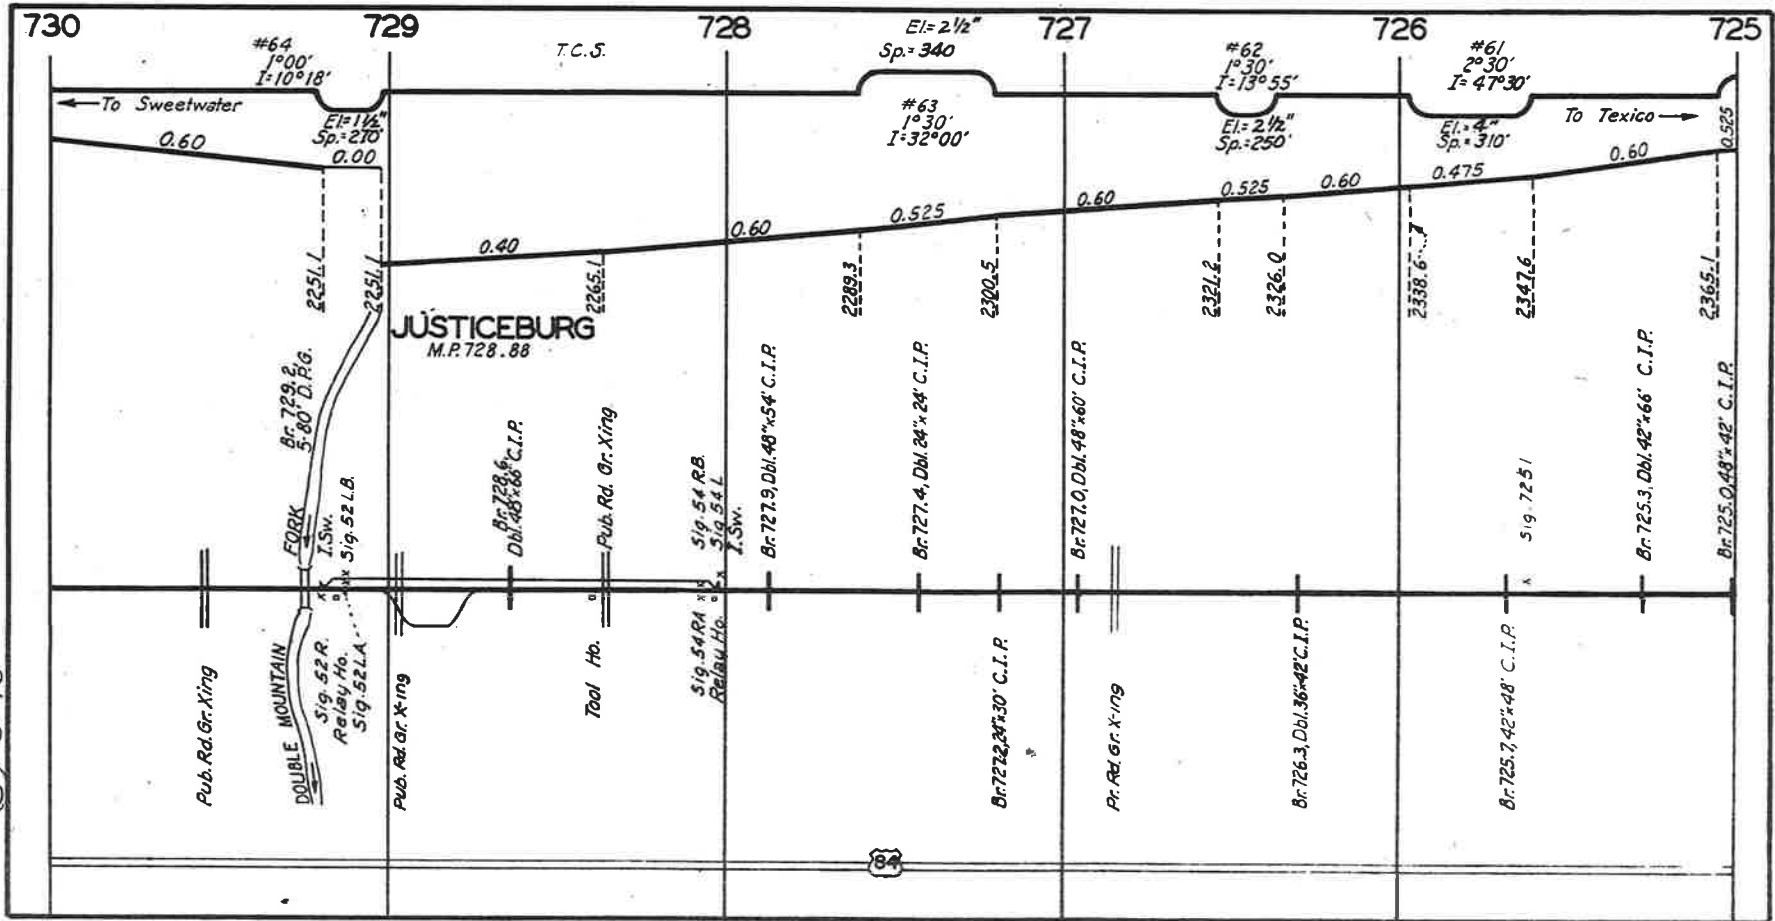 730
729
728
727
726
725
#64
1°00'
I=10°18'
T.C.S.
El.=2 1/2"
Sp.=340
#62
1°30'
I=13°55'
#61
2°30'
I=47°30'
← To Sweetwater
El=1 1/2"
Sp.=270'
#63
1°30'
I=32°00'
El.=2 1/2"
Sp.=250'
El.=4"
Sp.=310'
To Texico →
0.60
0.00
0.40
0.60
0.525
0.60
0.525
0.60
0.475
0.60
0.525
2251.1
2251.1
2265.1
2289.3
2300.5
2321.2
2326.0
2338.6
2347.6
2365.1
JUSTICEBURG
M.P. 728.88
Br. 729.2,
5-80' D.P.G.
FORK
I.Sw.
Sig. 52 L.B.
Br. 728.6,
Dbl. 48"x66' C.I.P.
Pub. Rd. Gr. Xing
Sig. 54 R.B.
Sig. 54 L
I.Sw.
Br. 727.9, Dbl. 48"x54' C.I.P.
Br. 727.4, Dbl. 24"x24' C.I.P.
Br. 727.0, Dbl. 48"x60' C.I.P.
Sig. 7251
Br. 725.3, Dbl. 42"x66' C.I.P.
Br. 725.0, 48"x42' C.I.P.
Pub. Rd. Gr. Xing
DOUBLE MOUNTAIN
Sig. 52 R.
Relay Ho.
Sig. 52 L.A.
Pub. Rd. Gr. X-ing
Tool Ho.
Sig. 54 RA
Relay Ho.
Br. 727.2, 24"x30' C.I.P.
Pr. Rd. Gr. X-ing
Br. 726.3, Dbl. 36"x42' C.I.P.
Br. 725.7, 42"x48' C.I.P.
84